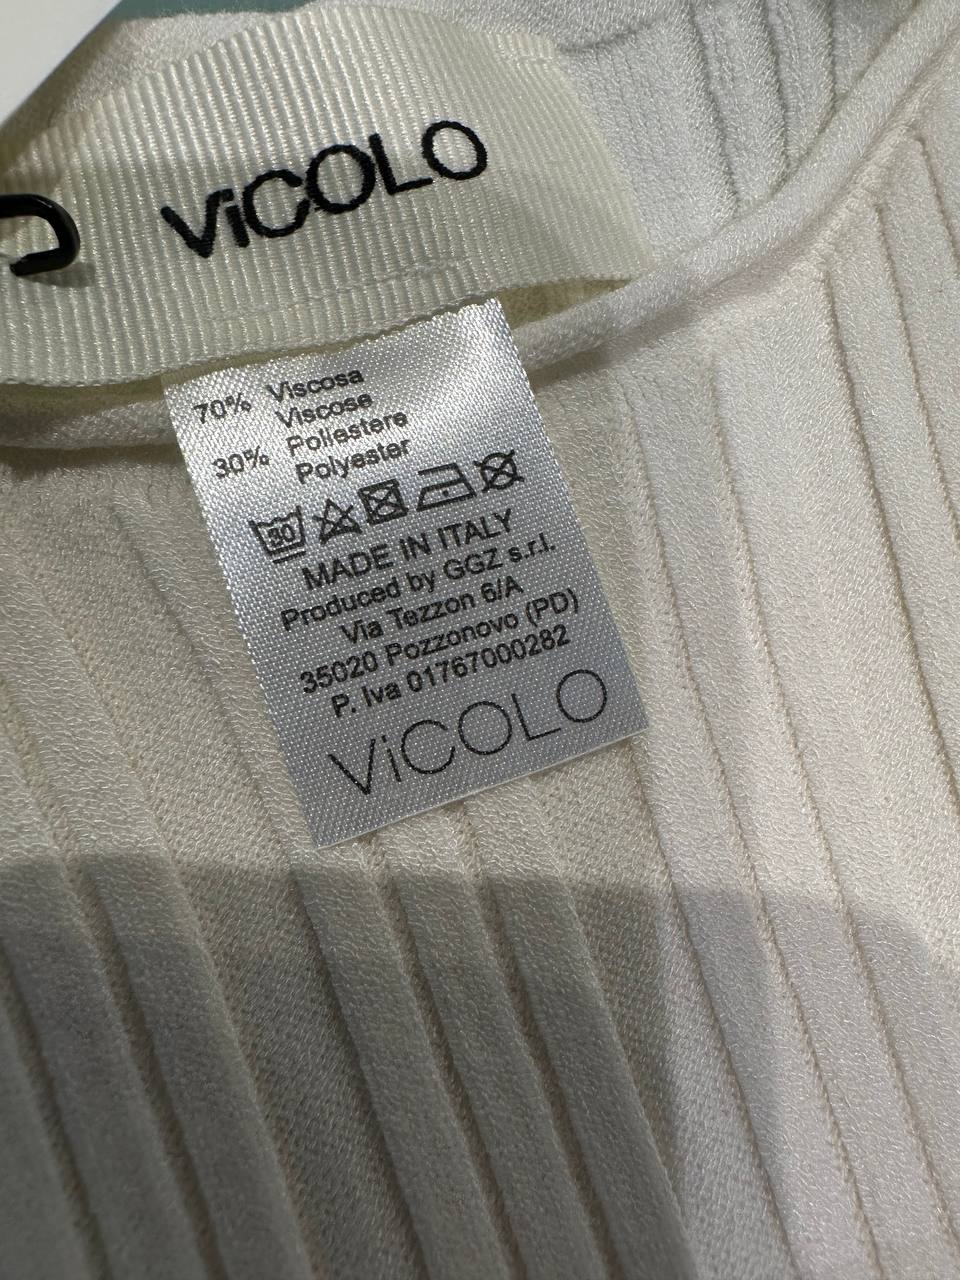 ViCOLO
70% Viscosa
Viscose
30% Poliestere
Polyester
30
MADE IN ITALY
Produced by GGZ s.r.l.
Via Tezzon 6/A
35020 Pozzonovo (PD)
P. Iva 01767000282
ViCOLO